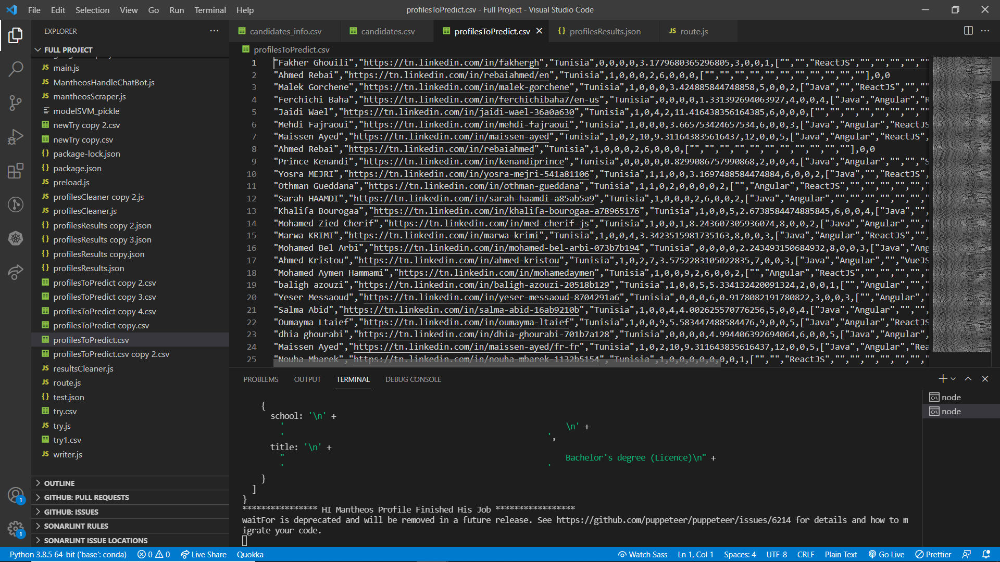 File Edit Selection View Go Run Terminal Help
profilesToPredict.csv - Full Project - Visual Studio Code
EXPLORER
FULL PROJECT
main.js
MantheosHandleChatBot.js
mantheosScraper.js
modelSVM_pickle
newTry copy 2.csv
newTry copy.csv
package-lock.json
package.json
preload.js
profilesCleaner copy 2.js
profilesCleaner.js
profilesResults copy 2.json
profilesResults copy 3.json
profilesResults copy.json
profilesResults.json
profilesToPredict copy 2.csv
profilesToPredict copy 3.csv
profilesToPredict copy 4.csv
profilesToPredict copy.csv
profilesToPredict.csv
profilesToPredict.csv copy 2.csv
resultsCleaner.js
route.js
test.json
try.csv
try.js
try1.csv
writer.js
OUTLINE
GITHUB: PULL REQUESTS
GITHUB: ISSUES
SONARLINT RULES
SONARLINT ISSUE LOCATIONS
candidates_info.csv candidates.csv profilesToPredict.csv profilesResults.json route.js
profilesToPredict.csv
1 "Fakher Ghouili","https://tn.linkedin.com/in/fakhergh","Tunisia",0,0,0,0,3.1779680365296805,3,0,0,1,["","","ReactJS","","","","",""
2 "Ahmed Rebai","https://tn.linkedin.com/in/rebaiahmed/en","Tunisia",1,0,0,0,2,6,0,0,0,["","","","","","","","","","",""],0,0
3 "Malek Gorchene","https://tn.linkedin.com/in/malek-gorchene","Tunisia",1,0,0,0,3.424885844748858,5,0,0,2,["Java","","ReactJS","",""
4 "Ferchichi Baha","https://tn.linkedin.com/in/ferchichibaha7/en-us","Tunisia",0,0,0,0,1.331392694063927,4,0,0,4,["Java","Angular","R
5 "Jaidi Wael","https://tn.linkedin.com/in/jaidi-wael-36a0a630","Tunisia",1,0,4,2,11.416438356164385,6,0,0,0,["","","","","","","",""
6 "Mehdi Fajraoui","https://tn.linkedin.com/in/mehdi-fajraoui","Tunisia",1,0,0,0,3.665753424657534,6,0,0,3,["Java","Angular","ReactJS
7 "Maissen Ayed","https://tn.linkedin.com/in/maissen-ayed","Tunisia",1,0,2,10,9.311643835616437,12,0,0,5,["Java","Angular","ReactJS",
8 "Ahmed Rebai","https://tn.linkedin.com/in/rebaiahmed","Tunisia",1,0,0,0,2,6,0,0,0,["","","","","","","","","","",""],0,0
9 "Prince Kenandi","https://tn.linkedin.com/in/kenandiprince","Tunisia",0,0,0,0,0.8299086757990868,2,0,0,4,["Java","Angular","","","S
10 "Yosra MEJRI","https://tn.linkedin.com/in/yosra-mejri-541a81106","Tunisia",1,1,0,0,3.1697488584474884,6,0,0,2,["Java","","ReactJS",
11 "Othman Gueddana","https://tn.linkedin.com/in/othman-gueddana","Tunisia",1,1,0,2,0,0,0,0,2,["","Angular","ReactJS","","","","",""
12 "Sarah HAAMDI","https://tn.linkedin.com/in/sarah-haamdi-a85ab5a9","Tunisia",1,0,0,0,2,6,0,0,2,["Java","Angular","","","","","",""
13 "Khalifa Bourogaa","https://tn.linkedin.com/in/khalifa-bourogaa-a78965176","Tunisia",1,0,0,5,2.6738584474885845,6,0,0,4,["Java","",
14 "Mohamed Zied Cherif","https://tn.linkedin.com/in/med-cherif-js","Tunisia",1,0,0,1,8.243607305936074,8,0,0,2,["Java","Angular","","
15 "Marwa KRIMI","https://tn.linkedin.com/in/marwa-krimi","Tunisia",1,0,0,4,3.3423515981735163,8,0,0,3,["Java","Angular","ReactJS","",
16 "Mohamed Bel Arbi","https://tn.linkedin.com/in/mohamed-bel-arbi-073b7b194","Tunisia",0,0,0,0,2.243493150684932,8,0,0,3,["Java","Ang
17 "Ahmed Kristou","https://tn.linkedin.com/in/ahmed-kristou","Tunisia",1,0,2,7,3.5752283105022835,7,0,0,3,["Java","Angular","","VueJS
18 "Mohamed Aymen Hammami","https://tn.linkedin.com/in/mohamedaymen","Tunisia",1,0,0,9,2,6,0,0,2,["","Angular","ReactJS","","","","",
19 "baligh azouzi","https://tn.linkedin.com/in/baligh-azouzi-20518b129","Tunisia",1,0,0,5,5.334132420091324,2,0,0,1,["","Angular","","
20 "Yeser Messaoud","https://tn.linkedin.com/in/yeser-messaoud-8704291a6","Tunisia",0,0,0,6,0.9178082191780822,3,0,0,3,["","Angular","
21 "Salma Abid","https://tn.linkedin.com/in/salma-abid-16ab9210b","Tunisia",1,0,0,4,4.002625570776256,5,0,0,4,["Java","Angular","","",
22 "Oumayma Ltaief","https://tn.linkedin.com/in/oumayma-ltaief","Tunisia",1,0,0,9,5.583447488584476,9,0,0,5,["Java","Angular","ReactJS
23 "dhia ghourabi","https://tn.linkedin.com/in/dhia-ghourabi-701b7a128","Tunisia",0,0,0,0,4.994406392694064,6,0,0,5,["Java","Angular",
24 "Maissen Ayed","https://tn.linkedin.com/in/maissen-ayed/fr-fr","Tunisia",1,0,2,10,9.311643835616437,12,0,0,5,["Java","Angular","Rea
25 "Nouha Mbarek","https://tn.linkedin.com/in/nouha-mbarek-1132b5154","Tunisia",1,0,0,0,0,0,0,0,1,["","","ReactJS","","","","","","
PROBLEMS OUTPUT TERMINAL DEBUG CONSOLE
node
node
{
school: '\n' +
' \n' +
' ',
title: '\n' +
" Bachelor's degree (Licence)\n" +
' '
}
]
}
**************** HI Mantheos Profile Finished His Job *****************
waitFor is deprecated and will be removed in a future release. See https://github.com/puppeteer/puppeteer/issues/6214 for details and how to m
igrate your code.
1
1
Python 3.8.5 64-bit ('base': conda) 0 0 Live Share Quokka Watch Sass Ln 1, Col 1 Spaces: 4 UTF-8 CRLF Plain Text Go Live Prettier